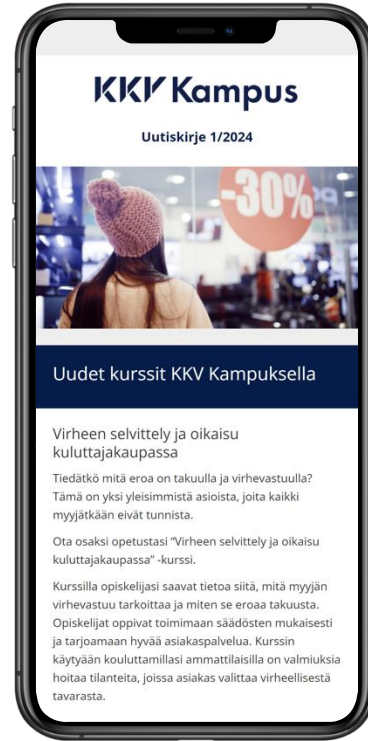 KKV Kampus
Uutiskirje 1/2024
-30%
Uudet kurssit KKV Kampuksella
Virheen selvittely ja oikaisu
kuluttajakaupassa
Tiedätkö mitä eroa on takuulla ja virhevastuulla?
Tämä on yksi yleisimmistä asioista, joita kaikki
myyjätkään eivät tunnista.
Ota osaksi opetustasi ”Virheen selvittely ja oikaisu
kuluttajakaupassa” -kurssi.
Kurssilla opiskelijasi saavat tietoa siitä, mitä myyjän
virhevastuu tarkoittaa ja miten se eroaa takuusta.
Opiskelijat oppivat toimimaan säädösten mukaisesti
ja tarjoamaan hyvää asiakaspalvelua. Kurssin
käytyään kouluttamillasi ammattilaisilla on valmiuksia
hoitaa tilanteita, joissa asiakas valittaa virheellisestä
tavarasta.